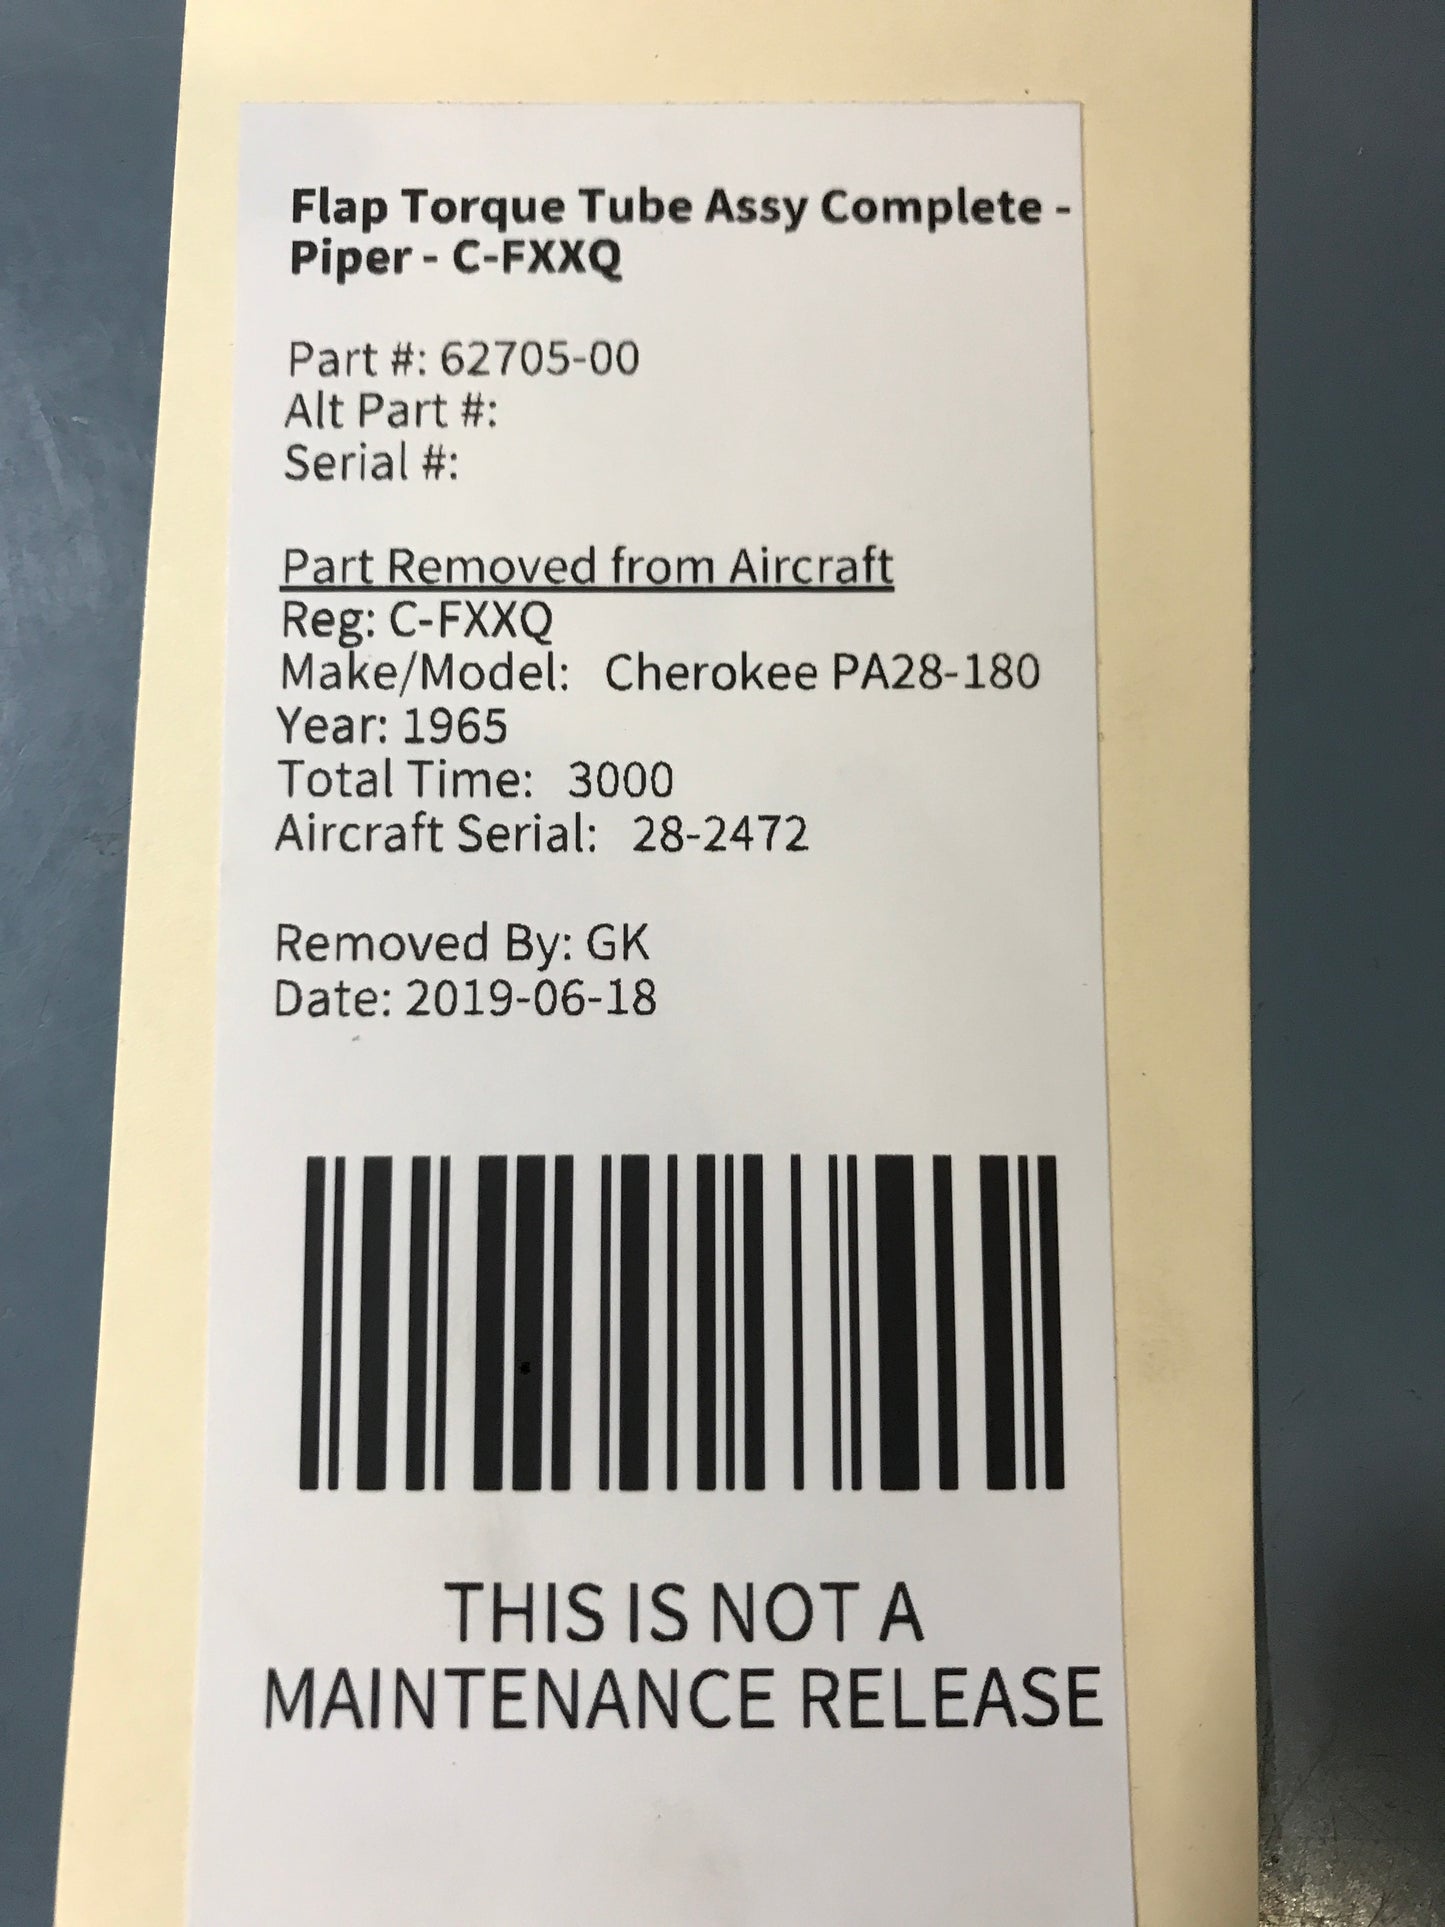 Flap Torque Tube Assy Complete -
Piper - C-FXXQ
Part #: 62705-00
Alt Part #:
Serial #:
Part Removed from Aircraft
Reg: C-FXXQ
Make/Model: Cherokee PA28-180
Year: 1965
Total Time: 3000
Aircraft Serial: 28-2472
Removed By: GK
Date: 2019-06-18
THIS IS NOT A
MAINTENANCE RELEASE